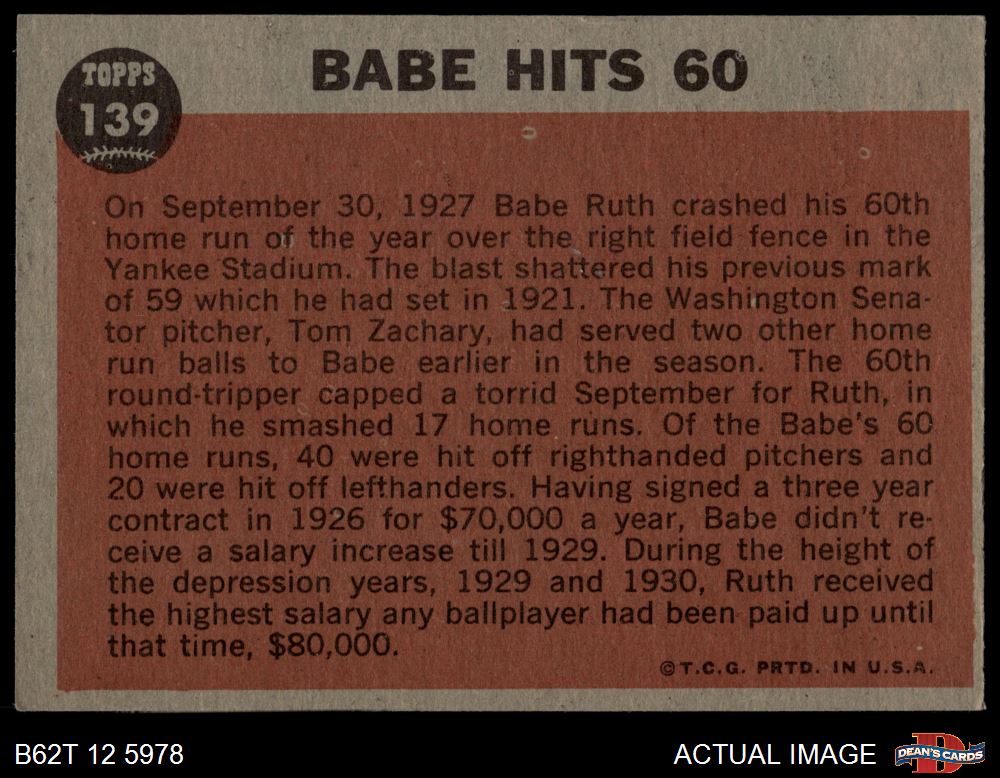 TOPPS
139
BABE HITS 60
On September 30, 1927 Babe Ruth crashed his 60th
home run of the year over the right field fence in the
Yankee Stadium. The blast shattered his previous mark
of 59 which he had set in 1921. The Washington Sena-
tor pitcher, Tom Zachary, had served two other home
run balls to Babe earlier in the season. The 60th
round-tripper capped a torrid September for Ruth, in
which he smashed 17 home runs. Of the Babe's 60
home runs, 40 were hit off righthanded pitchers and
20 were hit off lefthanders. Having signed a three year
contract in 1926 for $70,000 a year, Babe didn't re-
ceive a salary increase till 1929. During the height of
the depression years, 1929 and 1930, Ruth received
the highest salary any ballplayer had been paid up until
that time, $80,000.
©T.C.G. PRTD. IN U.S.A.
B62T 12 5978
ACTUAL IMAGE
D
DEAN'S CARDS